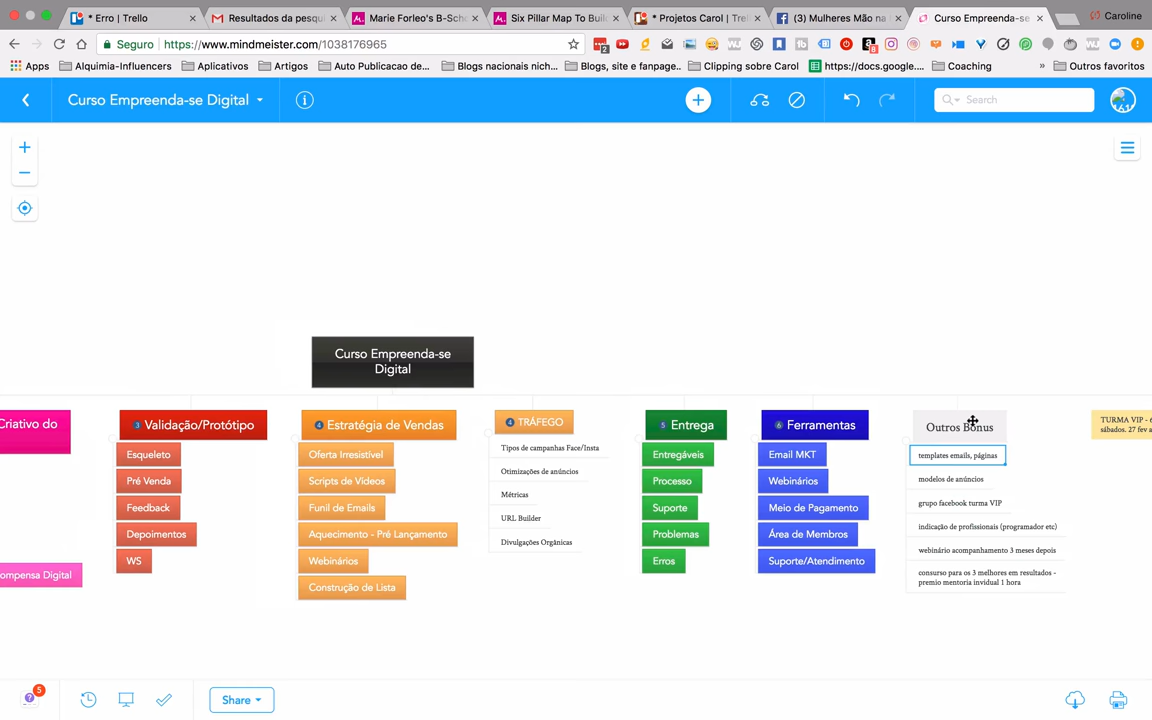 * Erro | Trello
Resultados da pesqui
Marie Forleo's B-Sch
Six Pillar Map To Buil
* Projetos Carol | Trel
(3) Mulheres Mão na
Curso Empreenda-se
Caroline
Seguro
https://www.mindmeister.com/1038176965
Apps
Alquimia-Influencers
Aplicativos
Artigos
Auto Publicacao de...
Blogs nacionais nich...
Blogs, site e fanpage..
Clipping sobre Carol
https://docs.google....
Coaching
»
Outros favoritos
Curso Empreenda-se Digital
Search
Curso Empreenda-se
Digital
Criativo do
ompensa Digital
3 Validação/Protótipo
Esqueleto
Pré Venda
Feedback
Depoimentos
WS
4 Estratégia de Vendas
Oferta Irresistível
Scripts de Vídeos
Funil de Emails
Aquecimento - Pré Lançamento
Webinários
Construção de Lista
4 TRÁFEGO
Tipos de campanhas Face/Insta
Otimizações de anúncios
Métricas
URL Builder
Divulgações Orgânicas
5 Entrega
Entregáveis
Processo
Suporte
Problemas
Erros
6 Ferramentas
Email MKT
Webinários
Meio de Pagamento
Área de Membros
Suporte/Atendimento
Outros Bônus
templates emails, páginas
modelos de anúncios
grupo facebook turma VIP
indicação de profissionais (programador etc)
webinário acompanhamento 3 meses depois
consurso para os 3 melhores em resultados -
premio mentoria invidual 1 hora
TURMA VIP - 6
sábados. 27 fev a
5
Share